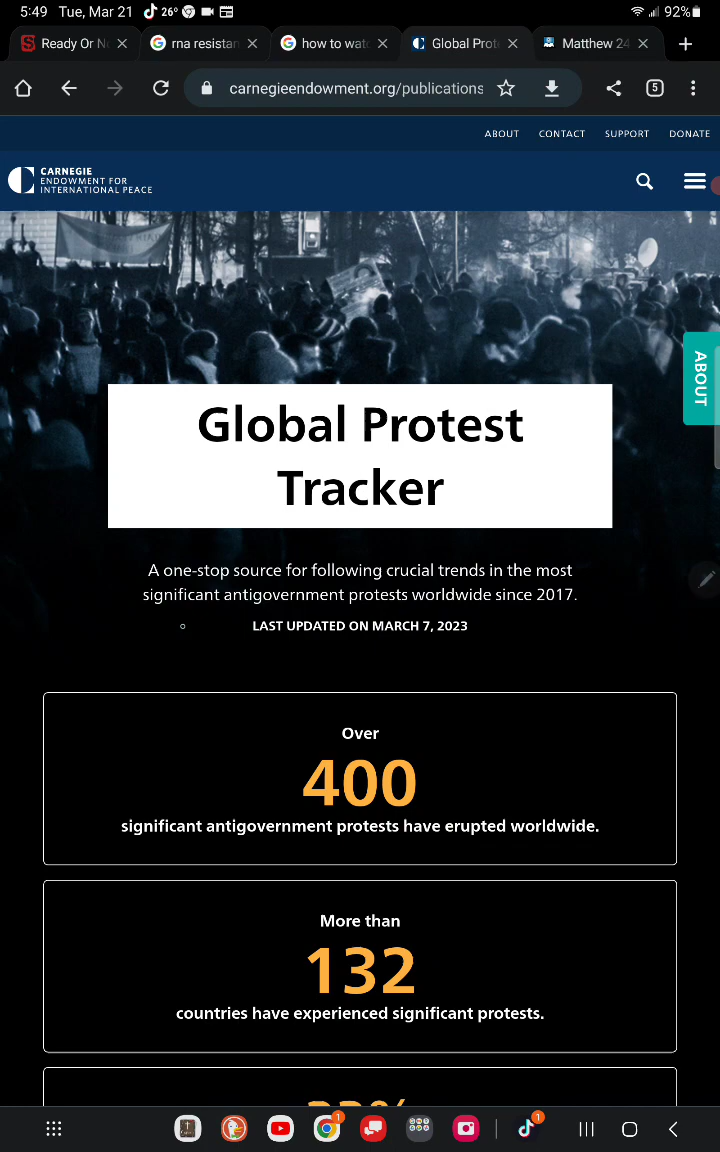 5:49 Tue, Mar 21 26° 92%
Ready Or N rna resistan how to wat Global Prot Matthew 24
carnegieendowment.org/publications 5
ABOUT CONTACT SUPPORT DONATE
CARNEGIE
ENDOWMENT FOR
INTERNATIONAL PEACE
ABOUT
Global Protest
Tracker
A one-stop source for following crucial trends in the most
significant antigovernment protests worldwide since 2017.
LAST UPDATED ON MARCH 7, 2023
Over
400
significant antigovernment protests have erupted worldwide.
More than
132
countries have experienced significant protests.
1 1